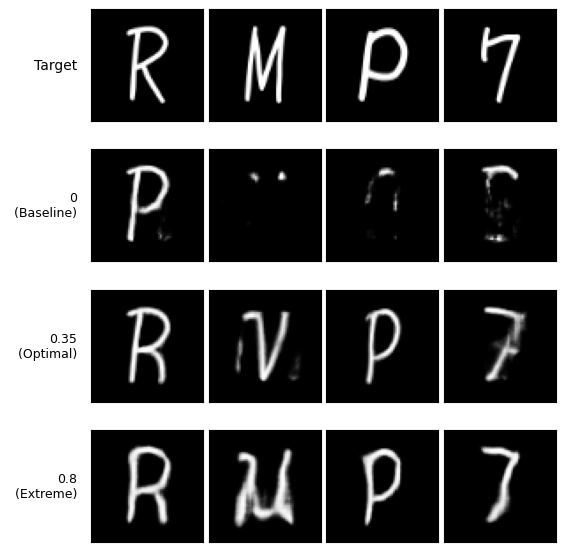 Target R M P 7
0
(Baseline) P
0.35
(Optimal) R P 7
0.8
(Extreme) R M P 7